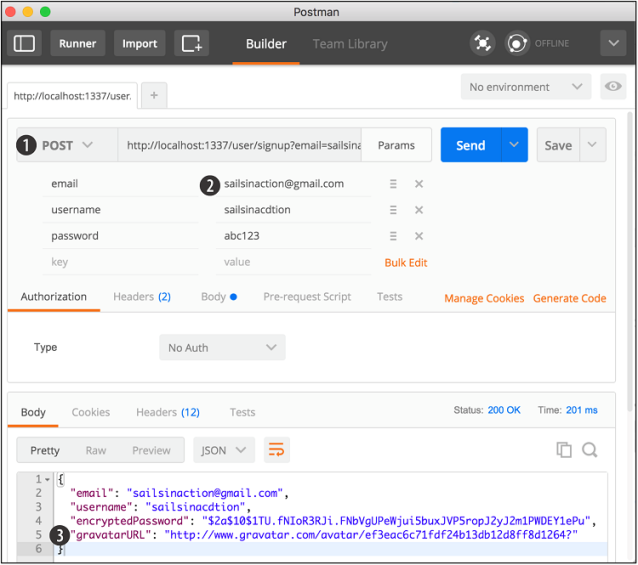 Postman
Runner Import Builder Team Library OFFLINE
http://localhost:1337/user. + No environment
1 POST http://localhost:1337/user/signup?email=sailsina Params Send Save
email 2 sailsinaction@gmail.com
username sailsinacdtion
password abc123
key value Bulk Edit
Authorization Headers (2) Body Pre-request Script Tests Manage Cookies Generate Code
Type No Auth
Body Cookies Headers (12) Tests Status: 200 OK Time: 201 ms
Pretty Raw Preview JSON
1 {
2 "email": "sailsinaction@gmail.com",
3 "username": "sailsinacdtion",
4 "encryptedPassword": "$2a$10$1TU.fNIoR3RJi.FNbVgUPeWjui5buxJVPSropJ2yJ2m1PWDEY1ePu",
3 5 "gravatarURL": "http://www.gravatar.com/avatar/ef3eac6c71fdf24b13db12d8ff8d1264?"
6 }